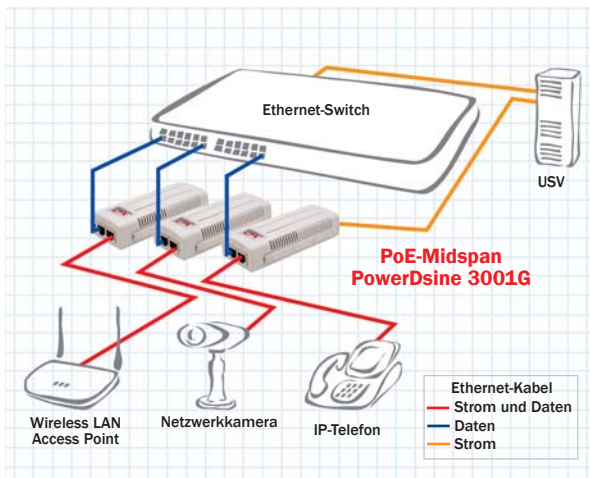 Ethernet-Switch
USV
PoE-Midspan
PowerDsine 3001G
Wireless LAN
Access Point
Netzwerkkamera
IP-Telefon
Ethernet-Kabel
Strom und Daten
Daten
Strom